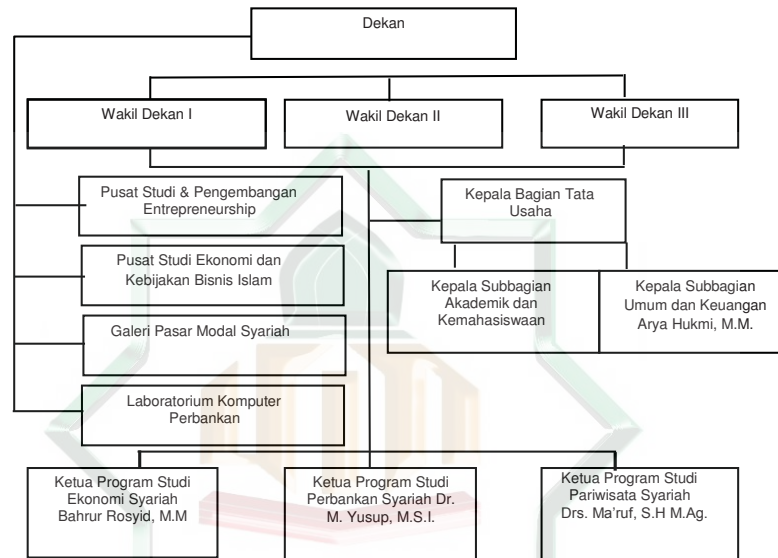 Dekan
Wakil Dekan I
Wakil Dekan II
Wakil Dekan III
Pusat Studi & Pengembangan
Entrepreneurship
Kepala Bagian Tata
Usaha
Pusat Studi Ekonomi dan
Kebijakan Bisnis Islam
Kepala Subbagian
Akademik dan
Kemahasiswaan
Kepala Subbagian
Umum dan Keuangan
Arya Hukmi, M.M.
Galeri Pasar Modal Syariah
Laboratorium Komputer
Perbankan
Ketua Program Studi
Ekonomi Syariah
Bahrur Rosyid, M.M
Ketua Program Studi
Perbankan Syariah Dr.
M. Yusup, M.S.I.
Ketua Program Studi
Pariwisata Syariah
Drs. Ma'ruf, S.H M.Ag.